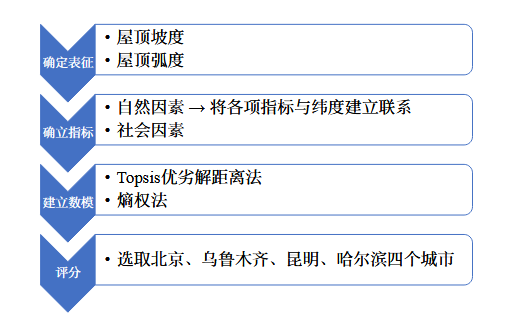 确定表征
• 屋顶坡度
• 屋顶弧度
确立指标
• 自然因素 → 将各项指标与纬度建立联系
• 社会因素
建立数模
• Topsis优劣解距离法
• 熵权法
评分
• 选取北京、乌鲁木齐、昆明、哈尔滨四个城市